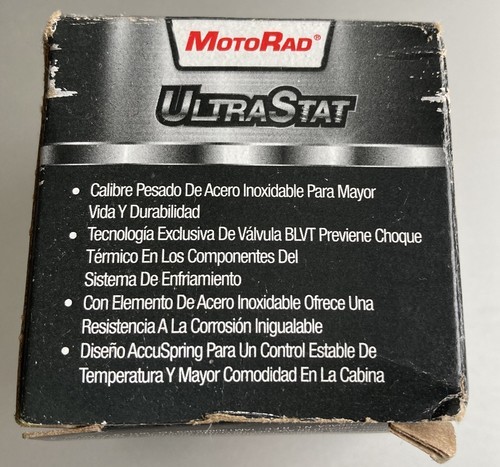 MOTORAD®
ULTRASTAT
• Calibre Pesado De Acero Inoxidable Para Mayor
Vida Y Durabilidad
• Tecnología Exclusiva De Válvula BLVT Previene Choque
Térmico En Los Componentes Del
Sistema De Enfriamiento
• Con Elemento De Acero Inoxidable Ofrece Una
Resistencia A La Corrosión Inigualable
• Diseño AccuSpring Para Un Control Estable De
Temperatura Y Mayor Comodidad En La Cabina